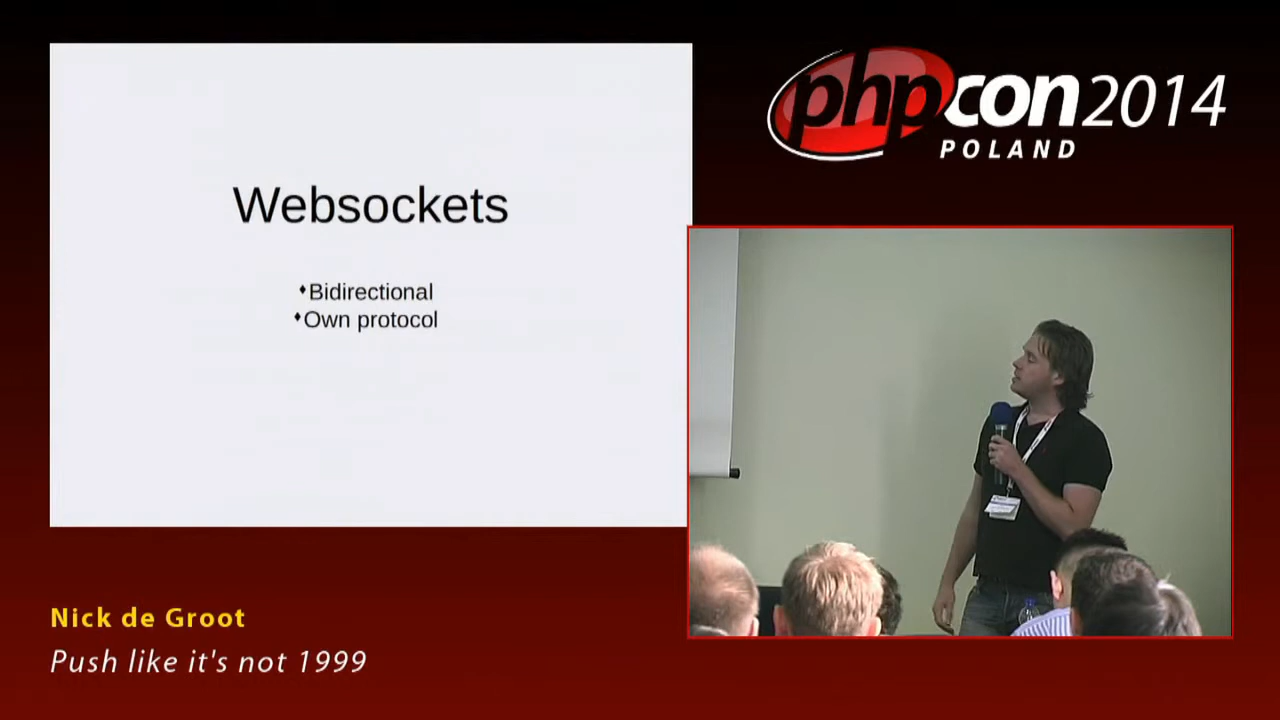 Websockets
Bidirectional
Own protocol
phpcon2014
POLAND
Nick de Groot
Push like it's not 1999